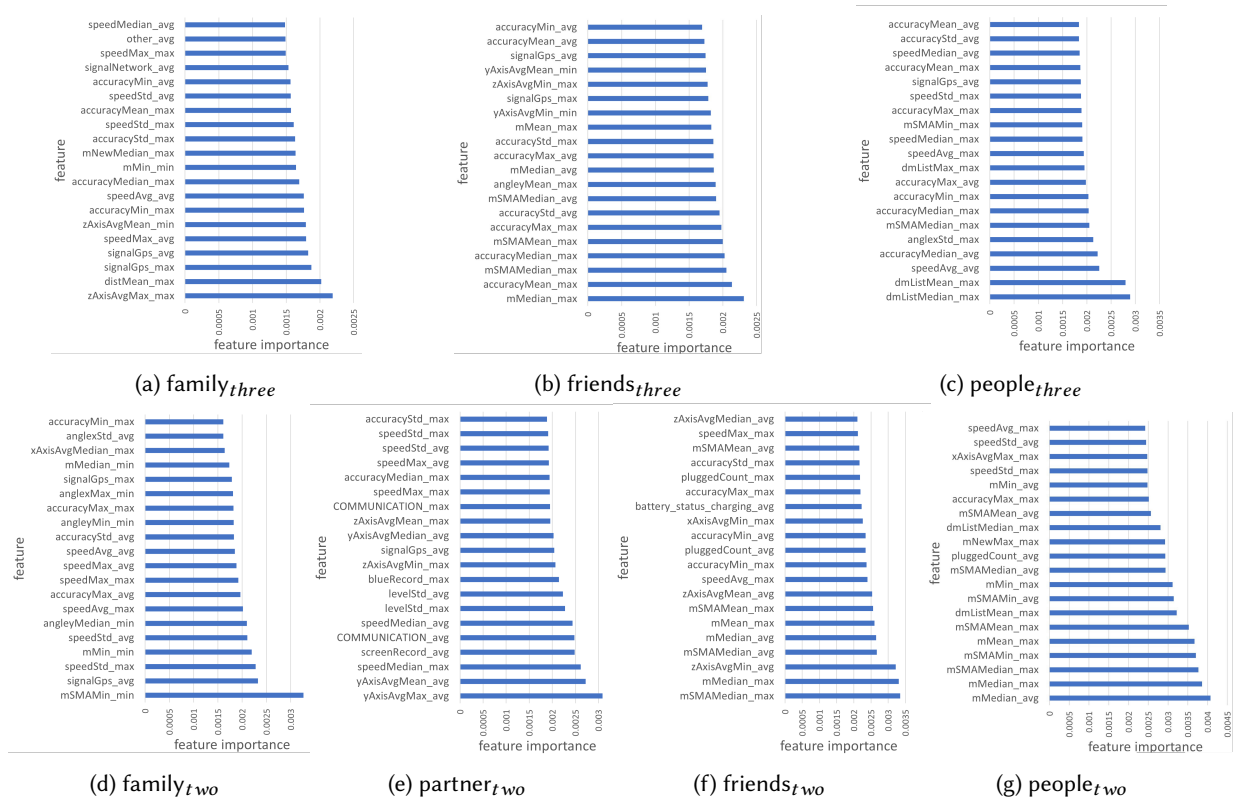 speedMedian_avg
other_avg
speedMax_max
signalNetwork_avg
accuracyMin_avg
speedStd_avg
accuracyMean_max
speedStd_max
accuracyStd_max
mNewMedian_max
mMin_min
accuracyMedian_max
speedAvg_avg
accuracyMin_max
zAxisAvgMean_min
speedMax_avg
signalGps_avg
signalGps_max
distMean_max
zAxisAvgMax_max
feature
0
0.0005
0.001
0.0015
0.002
0.0025
feature importance
(a) family three
accuracyMin_avg
accuracyMean_avg
signalGps_avg
yAxisAvgMean_min
zAxisAvgMin_max
signalGps_max
yAxisAvgMin_min
mMean_max
accuracyStd_max
accuracyMax_avg
mMedian_avg
angleyMean_max
mSMAMedian_avg
accuracyStd_avg
accuracyMax_max
mSMAMean_max
accuracyMedian_max
mSMAMedian_max
accuracyMean_max
mMedian_max
feature
0
0.0005
0.001
0.0015
0.002
0.0025
feature importance
(b) friends three
accuracyMean_avg
accuracyStd_avg
speedMedian_avg
accuracyMean_max
signalGps_avg
speedStd_max
accuracyMax_max
mSMAMin_max
speedMedian_max
speedAvg_max
dmListMax_max
accuracyMax_avg
accuracyMin_max
accuracyMedian_max
mSMAMedian_max
anglexStd_max
accuracyMedian_avg
speedAvg_avg
dmListMean_max
dmListMedian_max
feature
0
0.0005
0.001
0.0015
0.002
0.0025
0.003
0.0035
feature importance
(c) people three
accuracyMin_max
anglexStd_avg
xAxisAvgMedian_max
mMedian_min
signalGps_max
anglexMax_min
accuracyMax_max
angleyMin_min
accuracyStd_avg
speedAvg_avg
speedMax_avg
speedMax_max
accuracyMax_avg
speedAvg_max
angleyMedian_min
speedStd_avg
mMin_min
speedStd_max
signalGps_avg
mSMAMin_min
feature
0
0.0005
0.001
0.0015
0.002
0.0025
0.003
feature importance
(d) family two
accuracyStd_max
speedStd_max
speedStd_avg
speedMax_avg
accuracyMedian_max
speedMax_max
COMMUNICATION_max
zAxisAvgMean_max
yAxisAvgMedian_avg
signalGps_avg
zAxisAvgMin_max
blueRecord_max
levelStd_avg
levelStd_max
speedMedian_avg
COMMUNICATION_avg
screenRecord_avg
speedMedian_max
yAxisAvgMean_avg
yAxisAvgMax_avg
feature
0
0.0005
0.001
0.0015
0.002
0.0025
0.003
feature importance
(e) partner two
zAxisAvgMedian_avg
speedMax_max
mSMAMean_avg
accuracyStd_max
pluggedCount_max
accuracyMax_max
battery_status_charging_avg
xAxisAvgMin_max
accuracyMin_avg
pluggedCount_avg
accuracyMin_max
speedAvg_max
zAxisAvgMean_avg
mSMAMean_max
mMean_max
mMedian_avg
mSMAMedian_avg
zAxisAvgMin_avg
mMedian_max
mSMAMedian_max
feature
0
0.0005
0.001
0.0015
0.002
0.0025
0.003
0.0035
feature importance
(f) friends two
speedAvg_max
speedStd_avg
xAxisAvgMax_max
speedStd_max
mMin_avg
accuracyMax_max
mSMAMean_avg
dmListMedian_max
mNewMax_max
pluggedCount_avg
mSMAMedian_avg
mMin_max
mSMAMin_avg
dmListMean_max
mSMAMean_max
mMean_max
mSMAMin_max
mSMAMedian_max
mMedian_max
mMedian_avg
feature
0
0.0005
0.001
0.0015
0.002
0.0025
0.003
0.0035
0.004
0.0045
feature importance
(g) people two